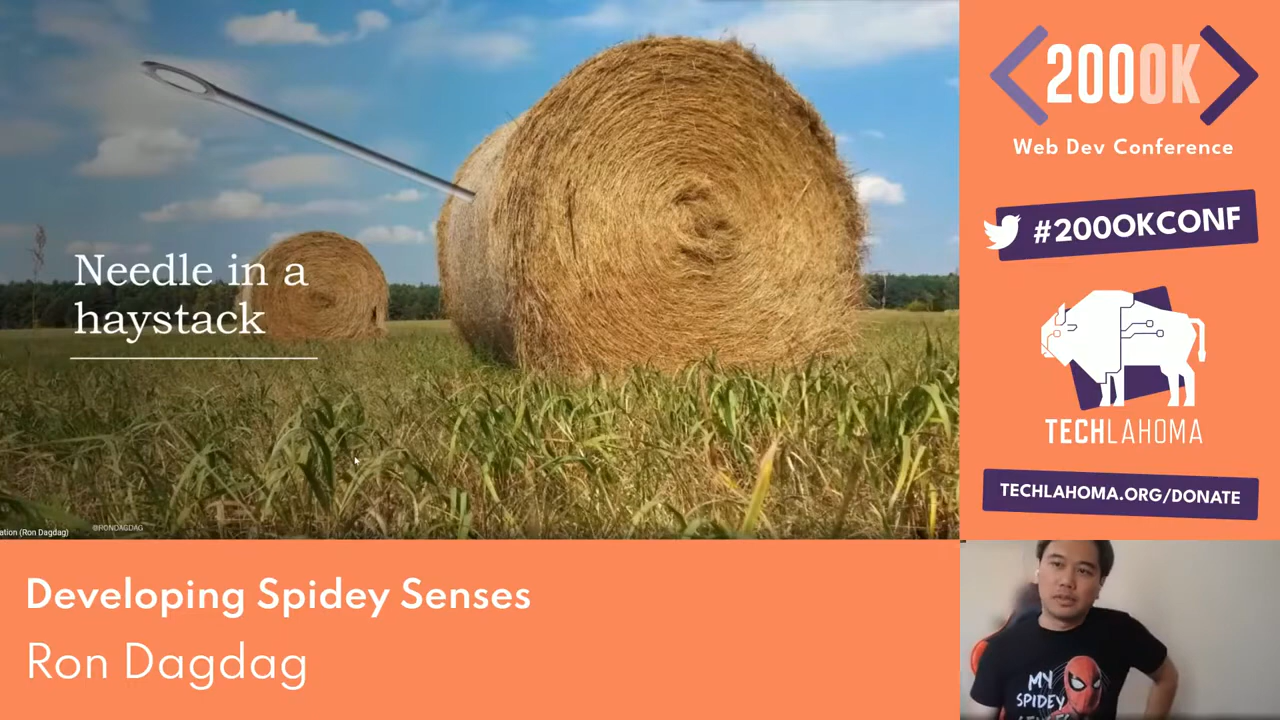 Needle in a
haystack
ation (Ron Dagdag)
@RONDAGDAG
200OK
Web Dev Conference
#200OKCONF
TECHLAHOMA
TECHLAHOMA.ORG/DONATE
Developing Spidey Senses
Ron Dagdag
MY
SPIDEY